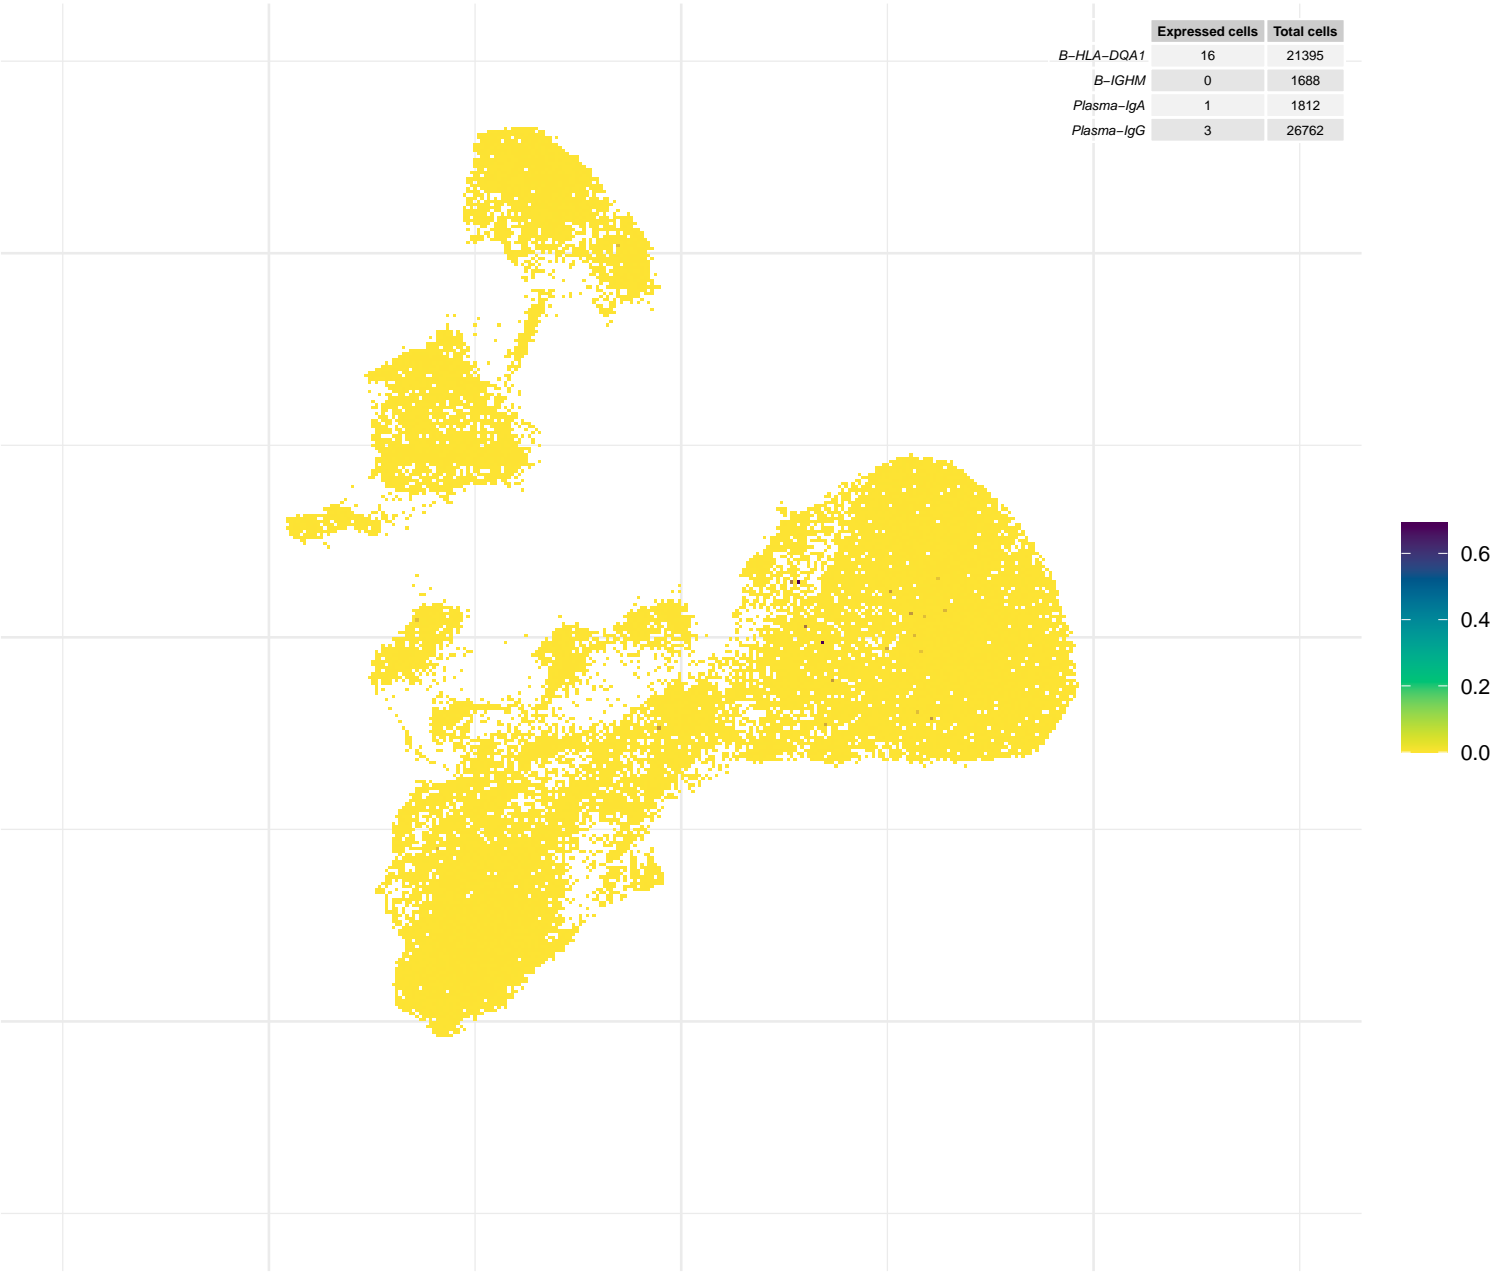 Expressed cells Total cells
B−HLA−DQA1 16 21395
B−IGHM 0 1688
Plasma−IgA 1 1812
Plasma−IgG 3 26762
0.6
0.4
0.2
0.0